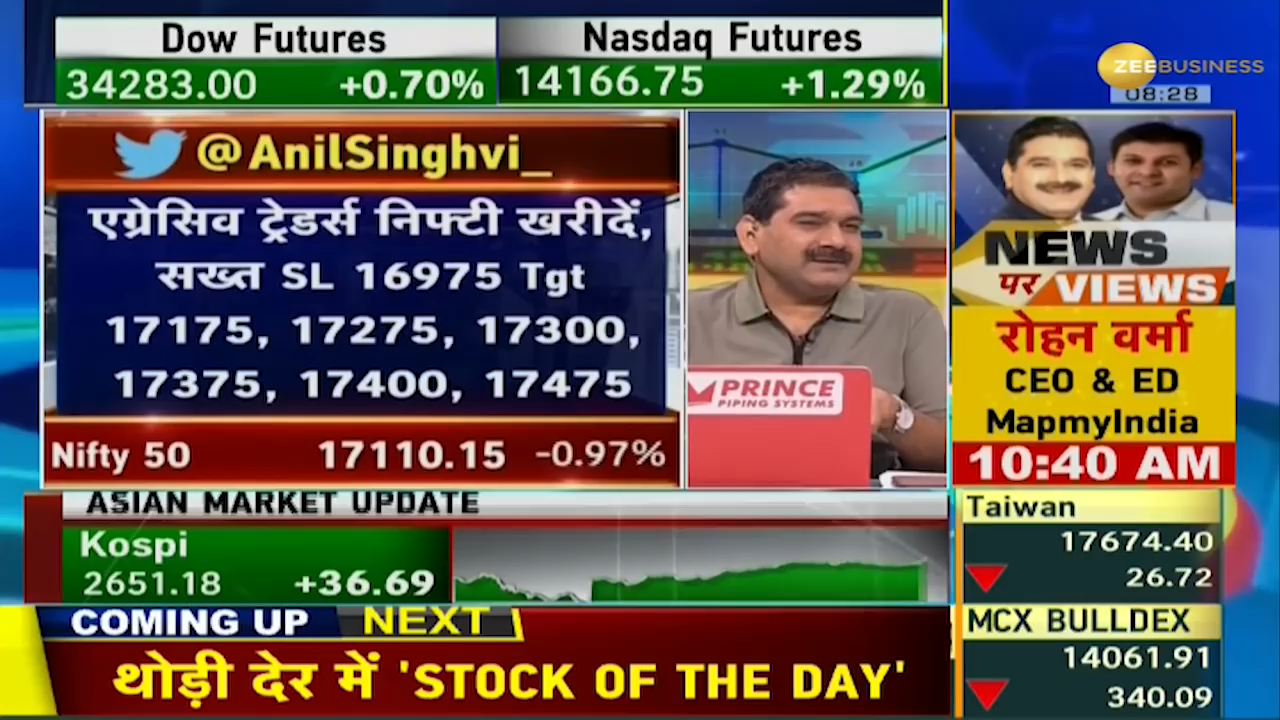 Dow Futures
34283.00 +0.70%
Nasdaq Futures
14166.75 +1.29%
ZEEBUSINESS
08:28
@AnilSinghvi_
एग्रेसिव ट्रेडर्स निफ्टी खरीदें,
सख्त SL 16975 Tgt
17175, 17275, 17300,
17375, 17400, 17475
Nifty 50 17110.15 -0.97%
PRINCE
PIPING SYSTEMS
NEWS
पर VIEWS
रोहन वर्मा
CEO & ED
MapmyIndia
10:40 AM
ASIAN MARKET UPDATE
Kospi
2651.18 +36.69
Taiwan
17674.40
26.72
MCX BULLDEX
14061.91
340.09
COMING UP NEXT
थोड़ी देर में 'STOCK OF THE DAY'